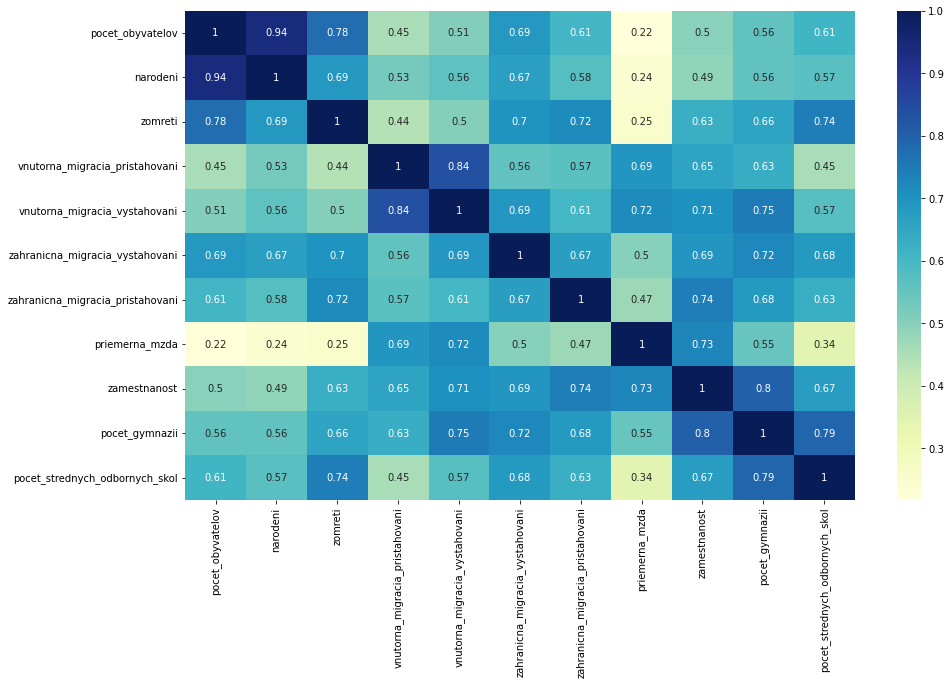 pocet_obyvatelov 1 0.94 0.78 0.45 0.51 0.69 0.61 0.22 0.5 0.56 0.61
narodeni 0.94 1 0.69 0.53 0.56 0.67 0.58 0.24 0.49 0.56 0.57
zomreti 0.78 0.69 1 0.44 0.5 0.7 0.72 0.25 0.63 0.66 0.74
vnutorna_migracia_pristahovani 0.45 0.53 0.44 1 0.84 0.56 0.57 0.69 0.65 0.63 0.45
vnutorna_migracia_vystahovani 0.51 0.56 0.5 0.84 1 0.69 0.61 0.72 0.71 0.75 0.57
zahranicna_migracia_vystahovani 0.69 0.67 0.7 0.56 0.69 1 0.67 0.5 0.69 0.72 0.68
zahranicna_migracia_pristahovani 0.61 0.58 0.72 0.57 0.61 0.67 1 0.47 0.74 0.68 0.63
priemerna_mzda 0.22 0.24 0.25 0.69 0.72 0.5 0.47 1 0.73 0.55 0.34
zamestnanost 0.5 0.49 0.63 0.65 0.71 0.69 0.74 0.73 1 0.8 0.67
pocet_gymnazii 0.56 0.56 0.66 0.63 0.75 0.72 0.68 0.55 0.8 1 0.79
pocet_strednych_odbornych_skol 0.61 0.57 0.74 0.45 0.57 0.68 0.63 0.34 0.67 0.79 1
pocet_obyvatelov
narodeni
zomreti
vnutorna_migracia_pristahovani
vnutorna_migracia_vystahovani
zahranicna_migracia_vystahovani
zahranicna_migracia_pristahovani
priemerna_mzda
zamestnanost
pocet_gymnazii
pocet_strednych_odbornych_skol
1.0
0.9
0.8
0.7
0.6
0.5
0.4
0.3